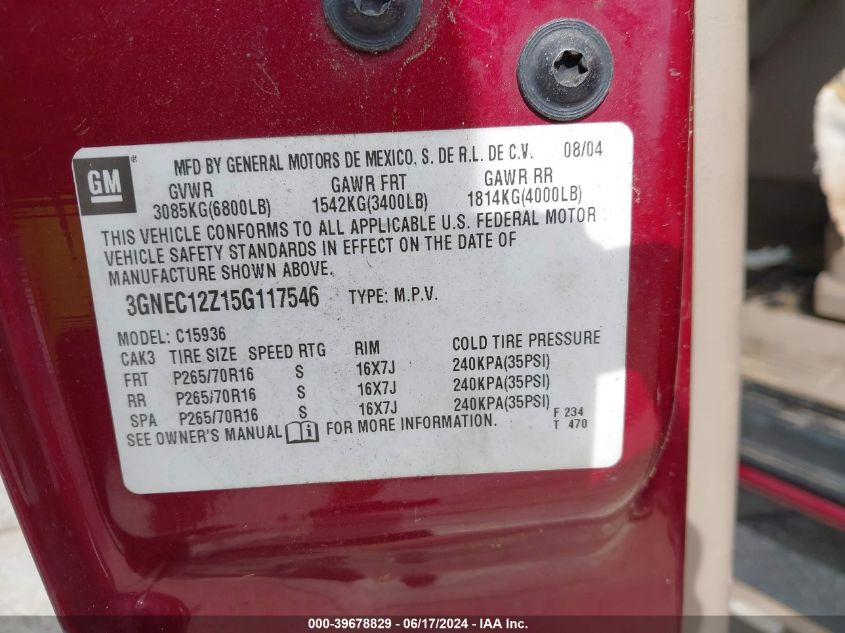 GM® MFD BY GENERAL MOTORS DE MEXICO, S. DE R.L. DE C.V. 08/04
GVWR GAWR FRT GAWR RR
3085KG(6800LB) 1542KG(3400LB) 1814KG(4000LB)
THIS VEHICLE CONFORMS TO ALL APPLICABLE U.S. FEDERAL MOTOR
VEHICLE SAFETY STANDARDS IN EFFECT ON THE DATE OF
MANUFACTURE SHOWN ABOVE.
3GNEC12Z15G117546 TYPE: M.P.V.
MODEL: C15936
CAK3 TIRE SIZE SPEED RTG RIM COLD TIRE PRESSURE
FRT P265/70R16 S 16X7J 240KPA(35PSI)
RR P265/70R16 S 16X7J 240KPA(35PSI)
SPA P265/70R16 S 16X7J 240KPA(35PSI)
SEE OWNER'S MANUAL i FOR MORE INFORMATION.
F 234
T 470
000-39678829 - 06/17/2024 - IAA Inc.